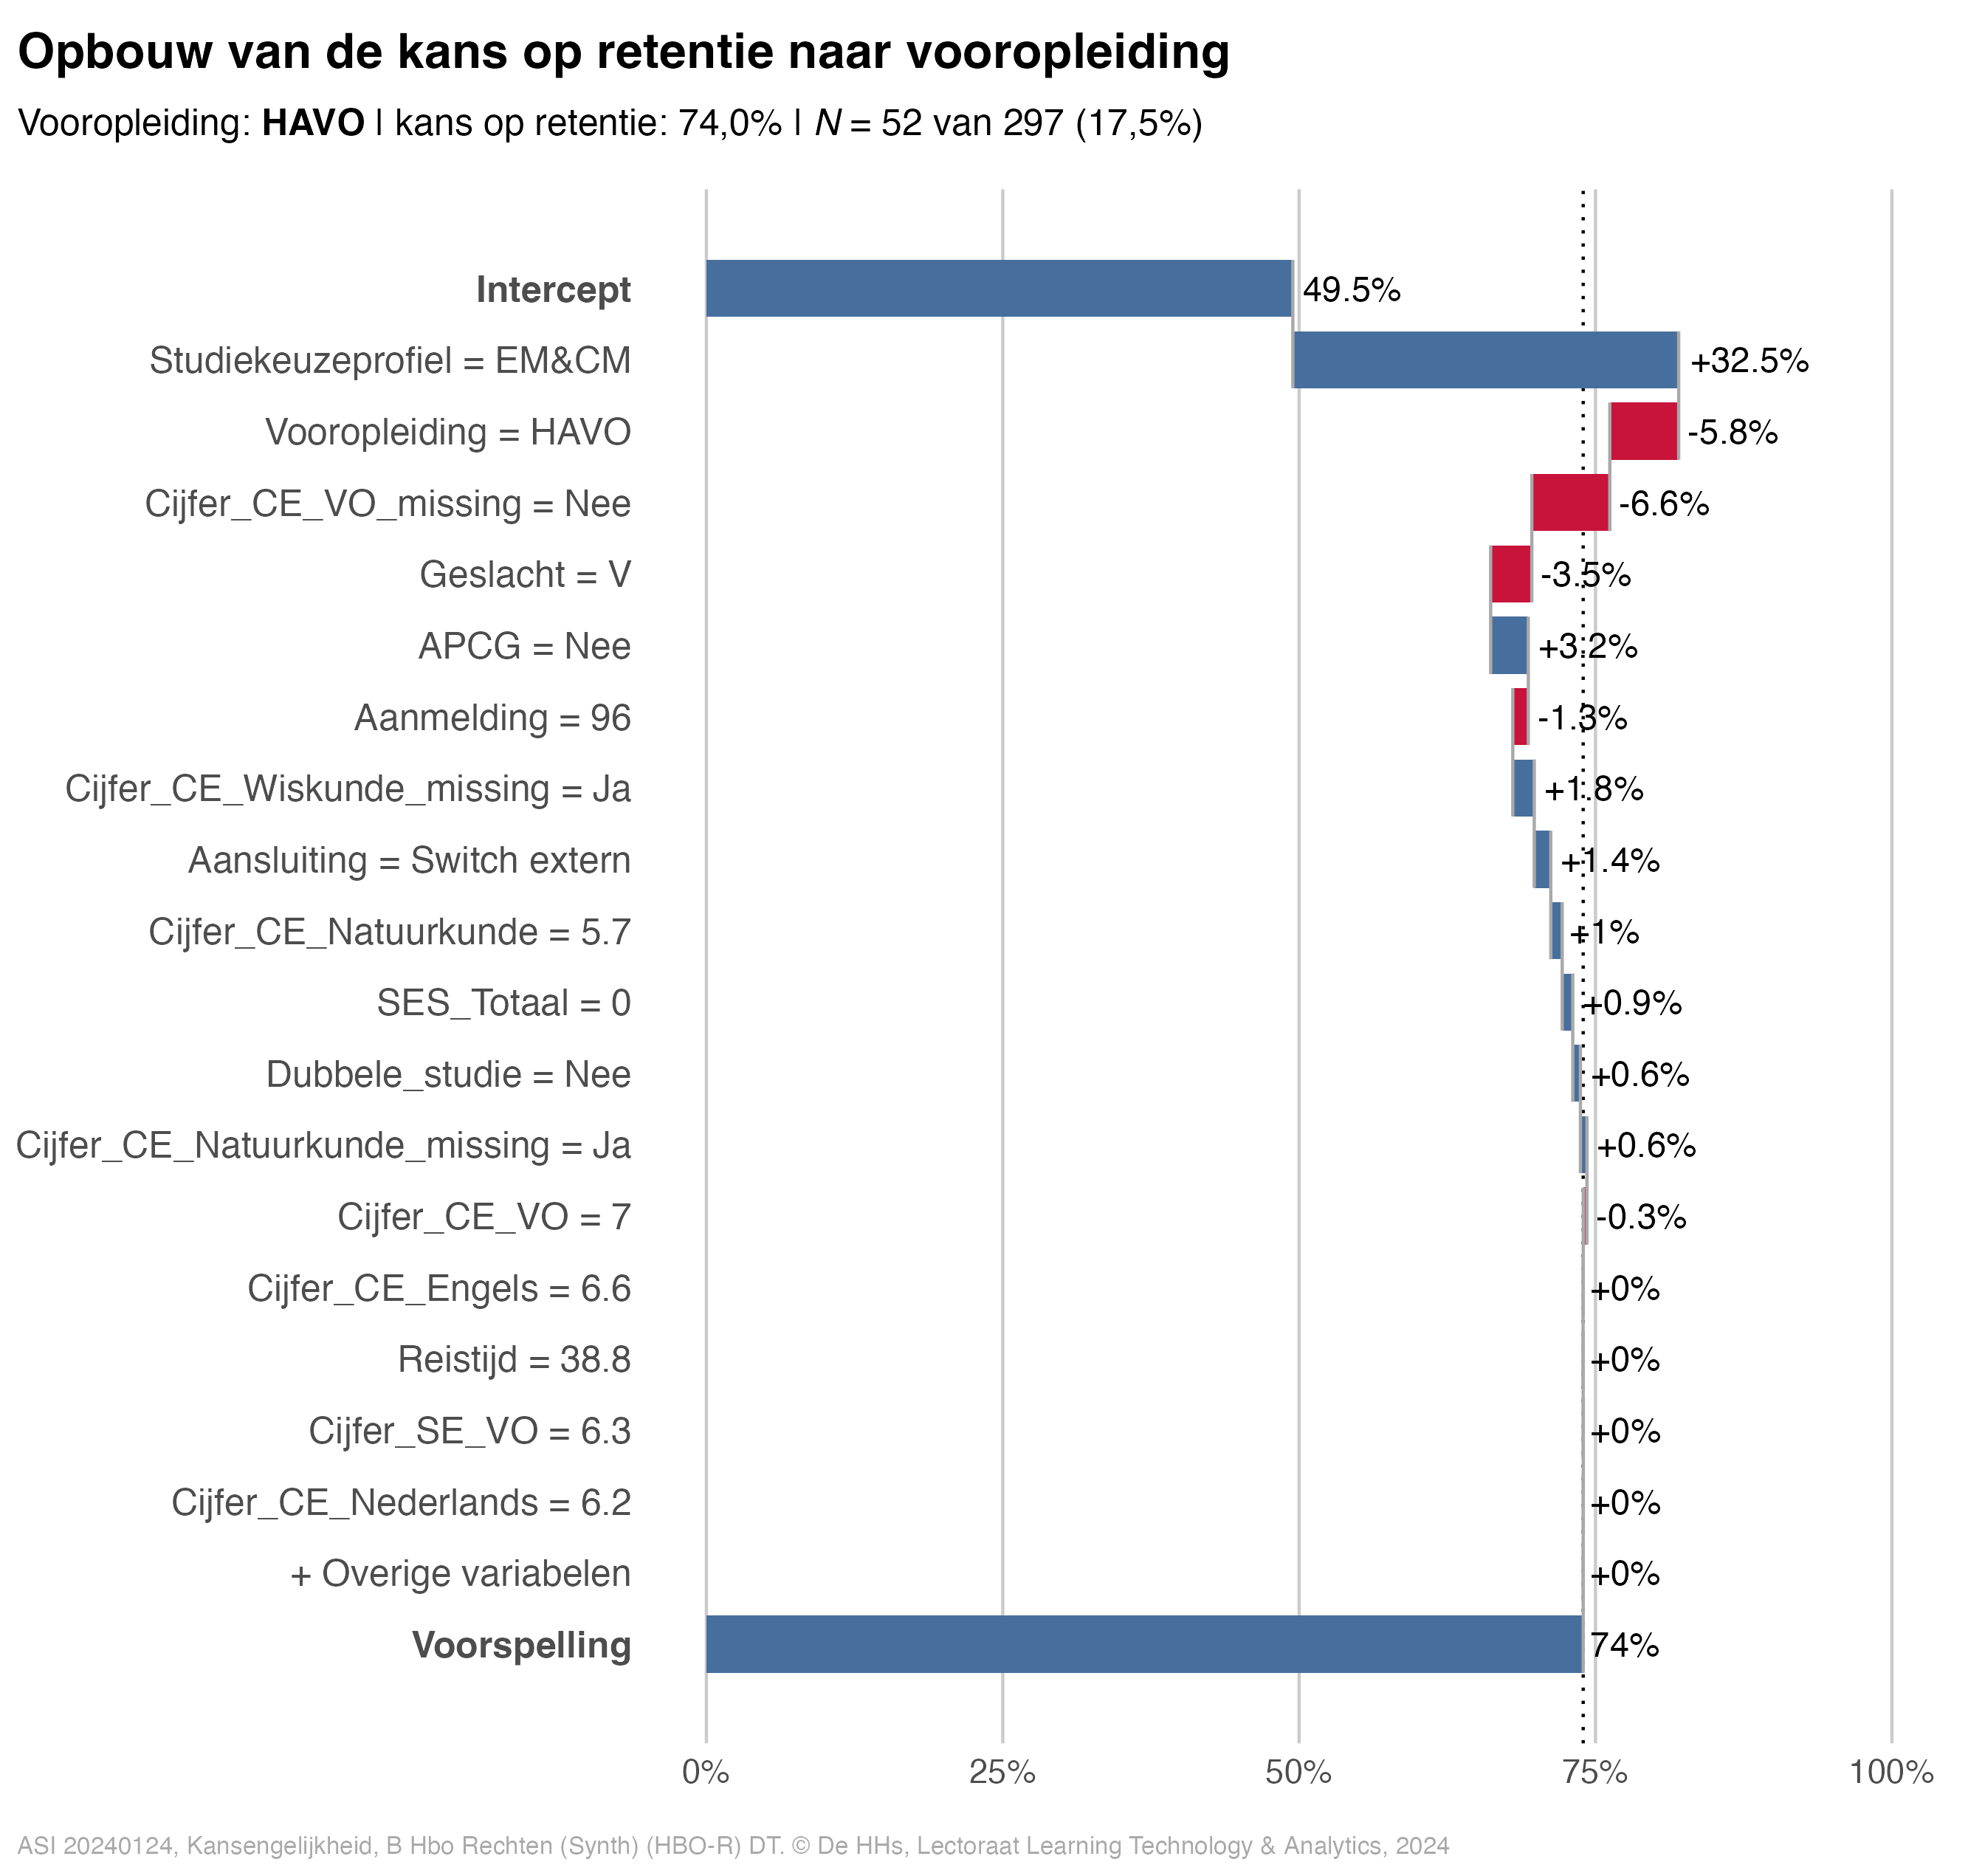 Opbouw van de kans op retentie naar vooropleiding
Vooropleiding: HAVO | kans op retentie: 74,0% | N = 52 van 297 (17,5%)
Intercept 49.5%
Studiekeuzeprofiel = EM&CM +32.5%
Vooropleiding = HAVO -5.8%
Cijfer_CE_VO_missing = Nee -6.6%
Geslacht = V -3.5%
APCG = Nee +3.2%
Aanmelding = 96 -1.3%
Cijfer_CE_Wiskunde_missing = Ja +1.8%
Aansluiting = Switch extern +1.4%
Cijfer_CE_Natuurkunde = 5.7 +1%
SES_Totaal = 0 +0.9%
Dubbele_studie = Nee +0.6%
Cijfer_CE_Natuurkunde_missing = Ja +0.6%
Cijfer_CE_VO = 7 -0.3%
Cijfer_CE_Engels = 6.6 +0%
Reistijd = 38.8 +0%
Cijfer_SE_VO = 6.3 +0%
Cijfer_CE_Nederlands = 6.2 +0%
+ Overige variabelen +0%
Voorspelling 74%
0% 25% 50% 75% 100%
ASI 20240124, Kansengelijkheid, B Hbo Rechten (Synth) (HBO-R) DT. © De HHs, Lectoraat Learning Technology & Analytics, 2024